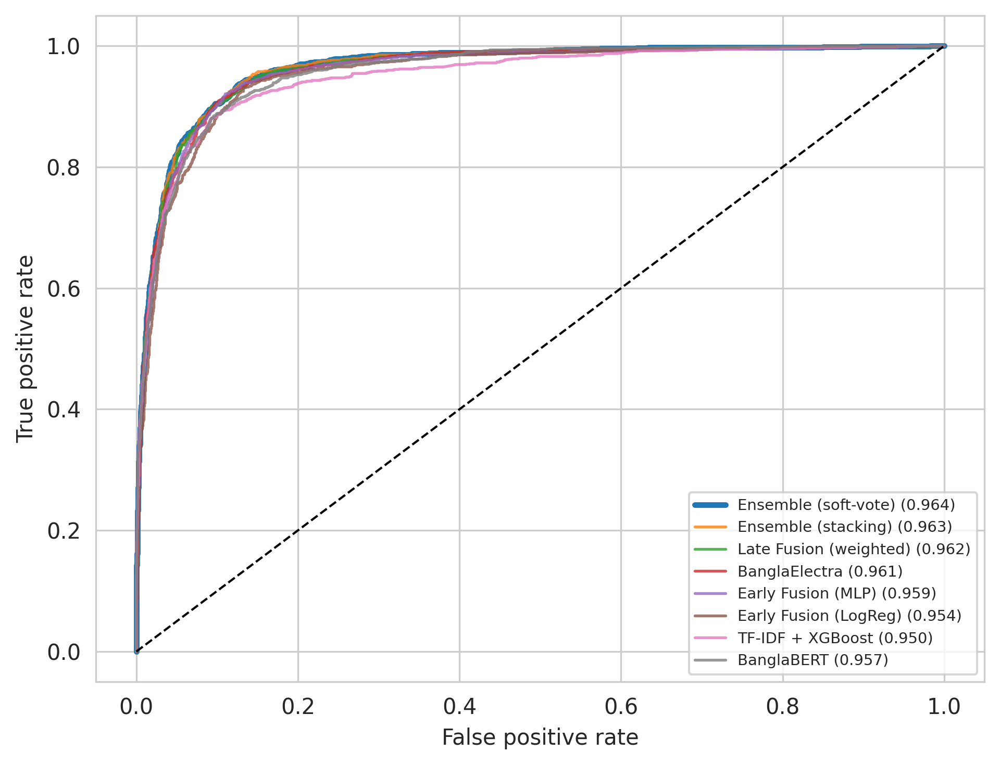 1.0
0.8
0.6
0.4
0.2
0.0
True positive rate
Ensemble (soft-vote) (0.964)
Ensemble (stacking) (0.963)
Late Fusion (weighted) (0.962)
BanglaElectra (0.961)
Early Fusion (MLP) (0.959)
Early Fusion (LogReg) (0.954)
TF-IDF + XGBoost (0.950)
BanglaBERT (0.957)
0.0 0.2 0.4 0.6 0.8 1.0
False positive rate